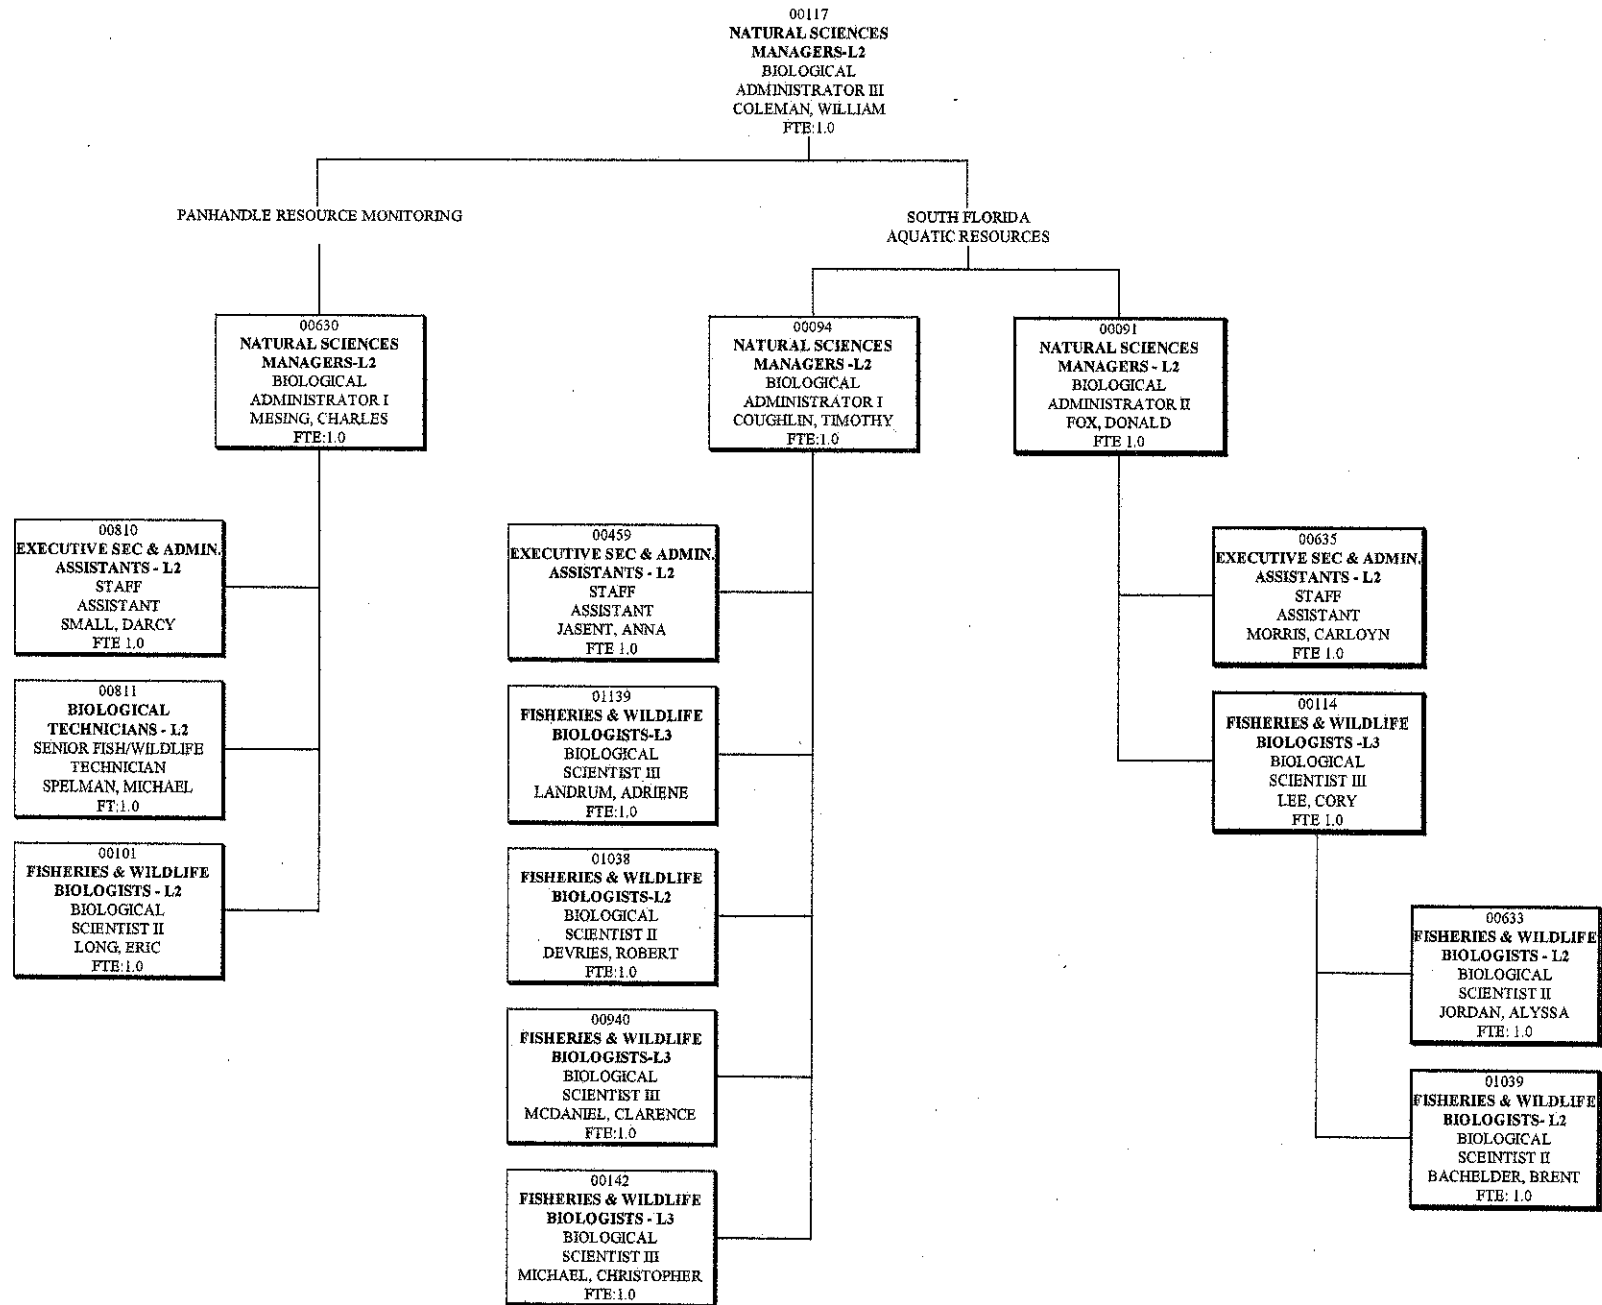 00117
NATURAL SCIENCES
MANAGERS-L2
BIOLOGICAL
ADMINISTRATOR III
COLEMAN, WILLIAM
FTE:1.0
PANHANDLE RESOURCE MONITORING
SOUTH FLORIDA
AQUATIC RESOURCES
00630
NATURAL SCIENCES
MANAGERS-L2
BIOLOGICAL
ADMINISTRATOR I
MESING, CHARLES
FTE:1.0
00094
NATURAL SCIENCES
MANAGERS -L2
BIOLOGICAL
ADMINISTRATOR I
COUGHLIN, TIMOTHY
FTE:1.0
00091
NATURAL SCIENCES
MANAGERS - L2
BIOLOGICAL
ADMINISTRATOR II
FOX, DONALD
FTE 1.0
00810
EXECUTIVE SEC & ADMIN.
ASSISTANTS - L2
STAFF
ASSISTANT
SMALL, DARCY
FTE 1.0
00811
BIOLOGICAL
TECHNICIANS - L2
SENIOR FISH/WILDLIFE
TECHNICIAN
SPELMAN, MICHAEL
FT:1.0
00101
FISHERIES & WILDLIFE
BIOLOGISTS - L2
BIOLOGICAL
SCIENTIST II
LONG, ERIC
FTE:1.0
00459
EXECUTIVE SEC & ADMIN.
ASSISTANTS - L2
STAFF
ASSISTANT
JASENT, ANNA
FTE 1.0
01139
FISHERIES & WILDLIFE
BIOLOGISTS-L3
BIOLOGICAL
SCIENTIST III
LANDRUM, ADRIENE
FTE:1.0
01038
FISHERIES & WILDLIFE
BIOLOGISTS-L2
BIOLOGICAL
SCIENTIST II
DEVRIES, ROBERT
FTE:1.0
00940
FISHERIES & WILDLIFE
BIOLOGISTS-L3
BIOLOGICAL
SCIENTIST III
MCDANIEL, CLARENCE
FTE:1.0
00142
FISHERIES & WILDLIFE
BIOLOGISTS - L3
BIOLOGICAL
SCIENTIST III
MICHAEL, CHRISTOPHER
FTE:1.0
00635
EXECUTIVE SEC & ADMIN.
ASSISTANTS - L2
STAFF
ASSISTANT
MORRIS, CARLOYN
FTE 1.0
00114
FISHERIES & WILDLIFE
BIOLOGISTS -L3
BIOLOGICAL
SCIENTIST III
LEE, CORY
FTE 1.0
00633
FISHERIES & WILDLIFE
BIOLOGISTS - L2
BIOLOGICAL
SCIENTIST II
JORDAN, ALYSSA
FTE: 1.0
01039
FISHERIES & WILDLIFE
BIOLOGISTS- L2
BIOLOGICAL
SCEINTIST II
BACHELDER, BRENT
FTE: 1.0